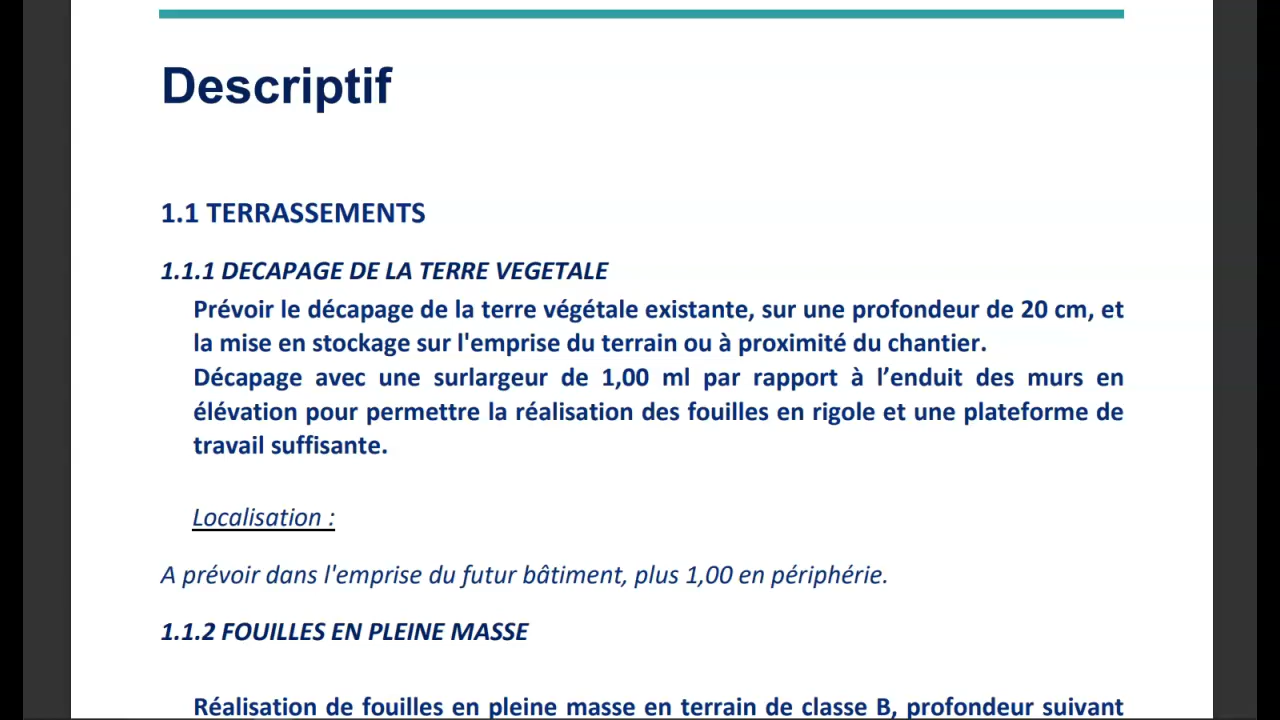 Descriptif
1.1 TERRASSEMENTS
1.1.1 DECAPAGE DE LA TERRE VEGETALE
Prévoir le décapage de la terre végétale existante, sur une profondeur de 20 cm, et
la mise en stockage sur l'emprise du terrain ou à proximité du chantier.
Décapage avec une surlargeur de 1,00 ml par rapport à l’enduit des murs en
élévation pour permettre la réalisation des fouilles en rigole et une plateforme de
travail suffisante.
Localisation :
A prévoir dans l'emprise du futur bâtiment, plus 1,00 en périphérie.
1.1.2 FOUILLES EN PLEINE MASSE
Réalisation de fouilles en pleine masse en terrain de classe B, profondeur suivant